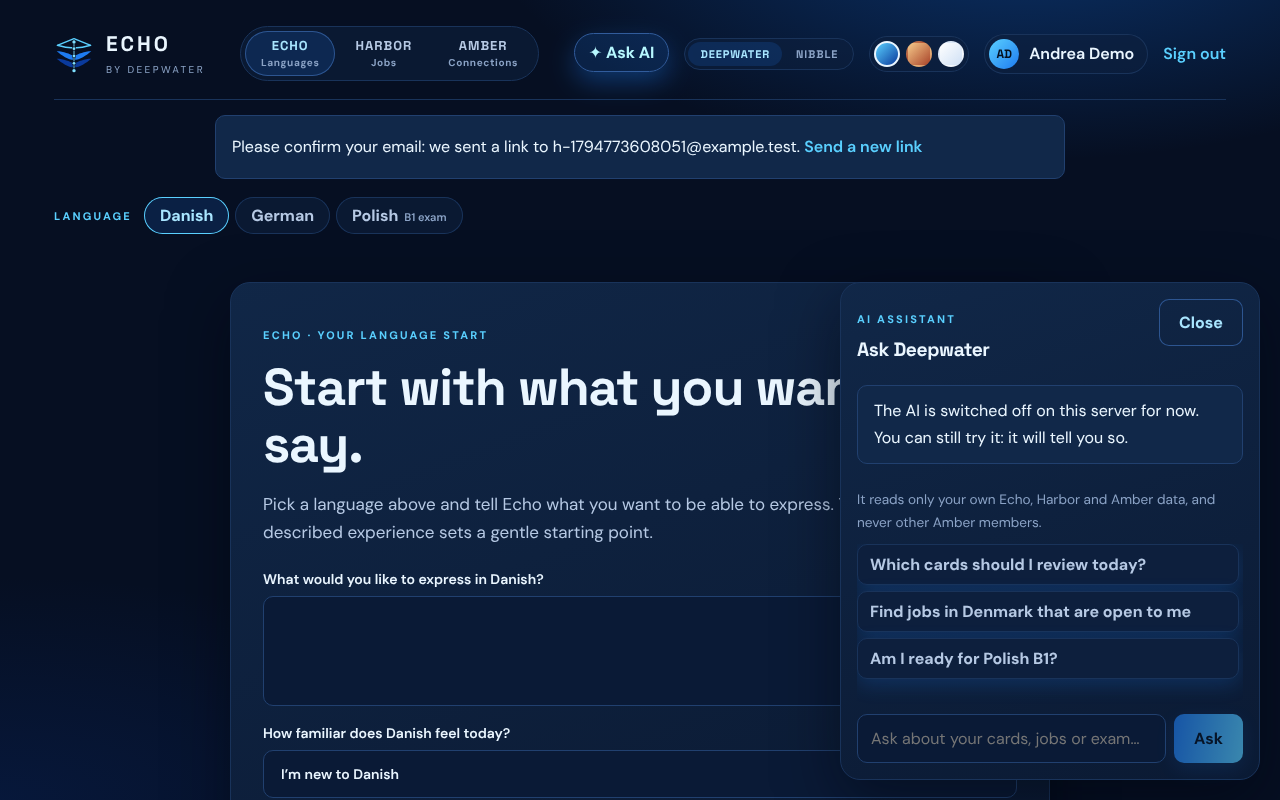 ECHO
BY DEEPWATER
ECHO
Languages
HARBOR
Jobs
AMBER
Connections
✦ Ask AI
DEEPWATER
NIBBLE
AD
Andrea Demo
Sign out
Please confirm your email: we sent a link to h-1794773608051@example.test. Send a new link
LANGUAGE
Danish
German
Polish B1 exam
ECHO · YOUR LANGUAGE START
Start with what you wan
say.
Pick a language above and tell Echo what you want to be able to express.
described experience sets a gentle starting point.
What would you like to express in Danish?
How familiar does Danish feel today?
I’m new to Danish
AI ASSISTANT
Ask Deepwater
Close
The AI is switched off on this server for now.
You can still try it: it will tell you so.
It reads only your own Echo, Harbor and Amber data, and
never other Amber members.
Which cards should I review today?
Find jobs in Denmark that are open to me
Am I ready for Polish B1?
Ask about your cards, jobs or exam...
Ask